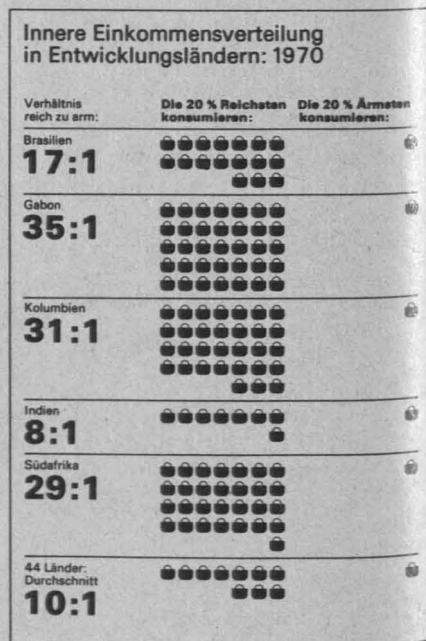 Innere Einkommensverteilung
in Entwicklungsländern: 1970
Verhältnis
reich zu arm:
Die 20 % Reichsten
konsumieren:
Die 20 % Ärmsten
konsumieren:
Brasilien
17:1
Gabon
35:1
Kolumbien
31:1
Indien
8:1
Südafrika
29:1
44 Länder:
Durchschnitt
10:1